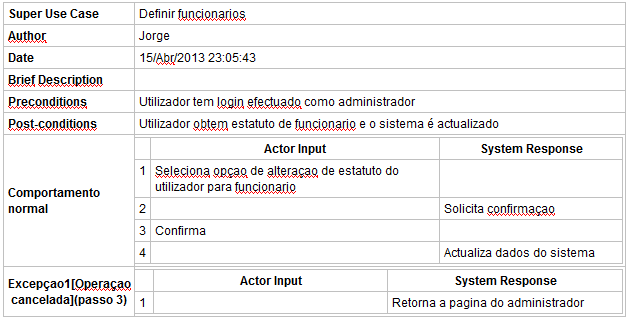 Super Use Case Definir funcionarios
Author Jorge
Date 15/Abr/2013 23:05:43
Brief Description
Preconditions Utilizador tem login efectuado como administrador
Post-conditions Utilizador obtem estatuto de funcionario e o sistema é actualizado
Comportamento normal
Actor Input System Response
1 Seleciona opçao de alteraçao de estatuto do
utilizador para funcionario
2 Solicita confirmaçao
3 Confirma
4 Actualiza dados do sistema
Excepçao1[Operaçao
cancelada](passo 3)
Actor Input System Response
1 Retorna a pagina do administrador